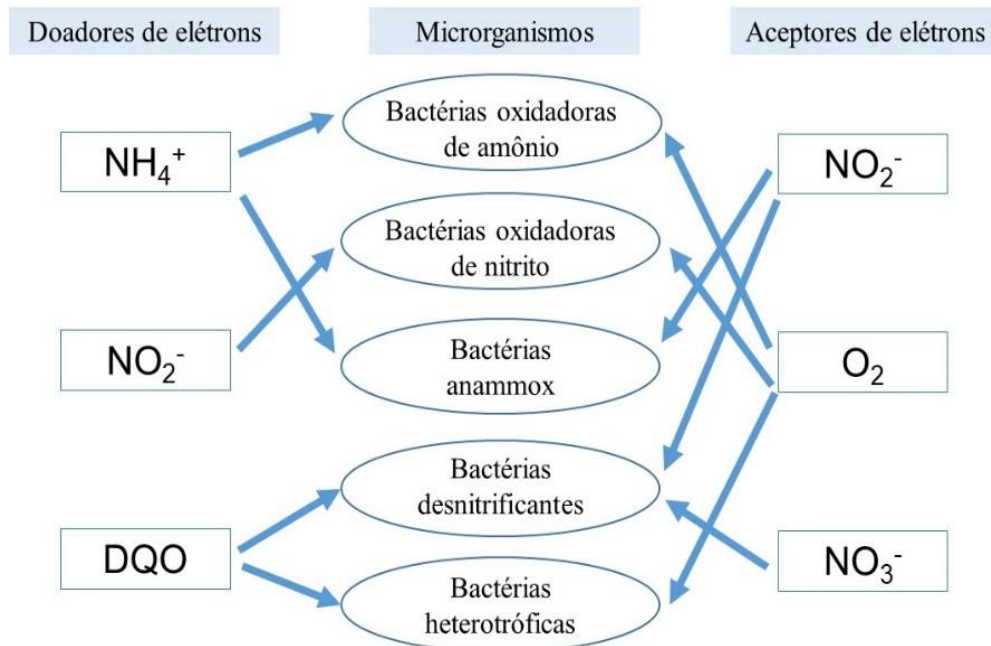 Doadores de elétrons
Microrganismos
Aceptores de elétrons
Bactérias oxidadoras
de amônio
NH₄⁺
NO₂⁻
Bactérias oxidadoras
de nitrito
NO₂⁻
Bactérias
anammox
O₂
Bactérias
desnitrificantes
DQO
NO₃⁻
Bactérias
heterotróficas